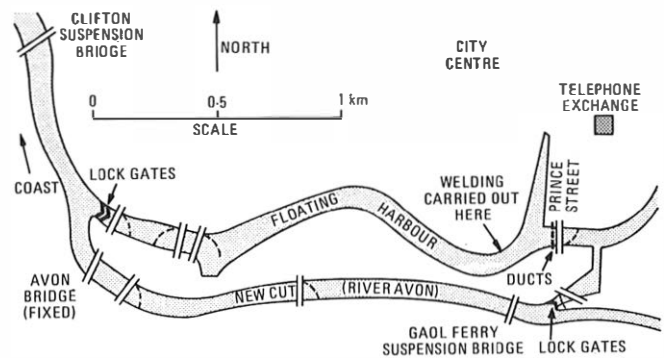 CLIFTON
SUSPENSION
BRIDGE
NORTH
CITY
CENTRE
TELEPHONE
EXCHANGE
0
0·5
1 km
SCALE
COAST
LOCK GATES
FLOATING
HARBOUR
WELDING
CARRIED OUT
HERE
PRINCE
STREET
AVON
BRIDGE
(FIXED)
NEW CUT
(RIVER AVON)
DUCTS
GAOL FERRY
SUSPENSION BRIDGE
LOCK GATES